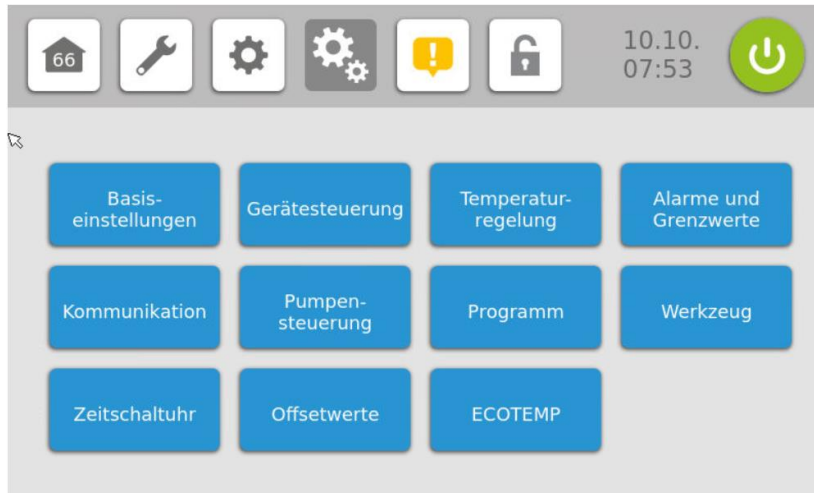 66
10.10.
07:53
Basis-
einstellungen
Gerätesteuerung
Temperatur-
regelung
Alarme und
Grenzwerte
Kommunikation
Pumpen-
steuerung
Programm
Werkzeug
Zeitschaltuhr
Offsetwerte
ECOTEMP